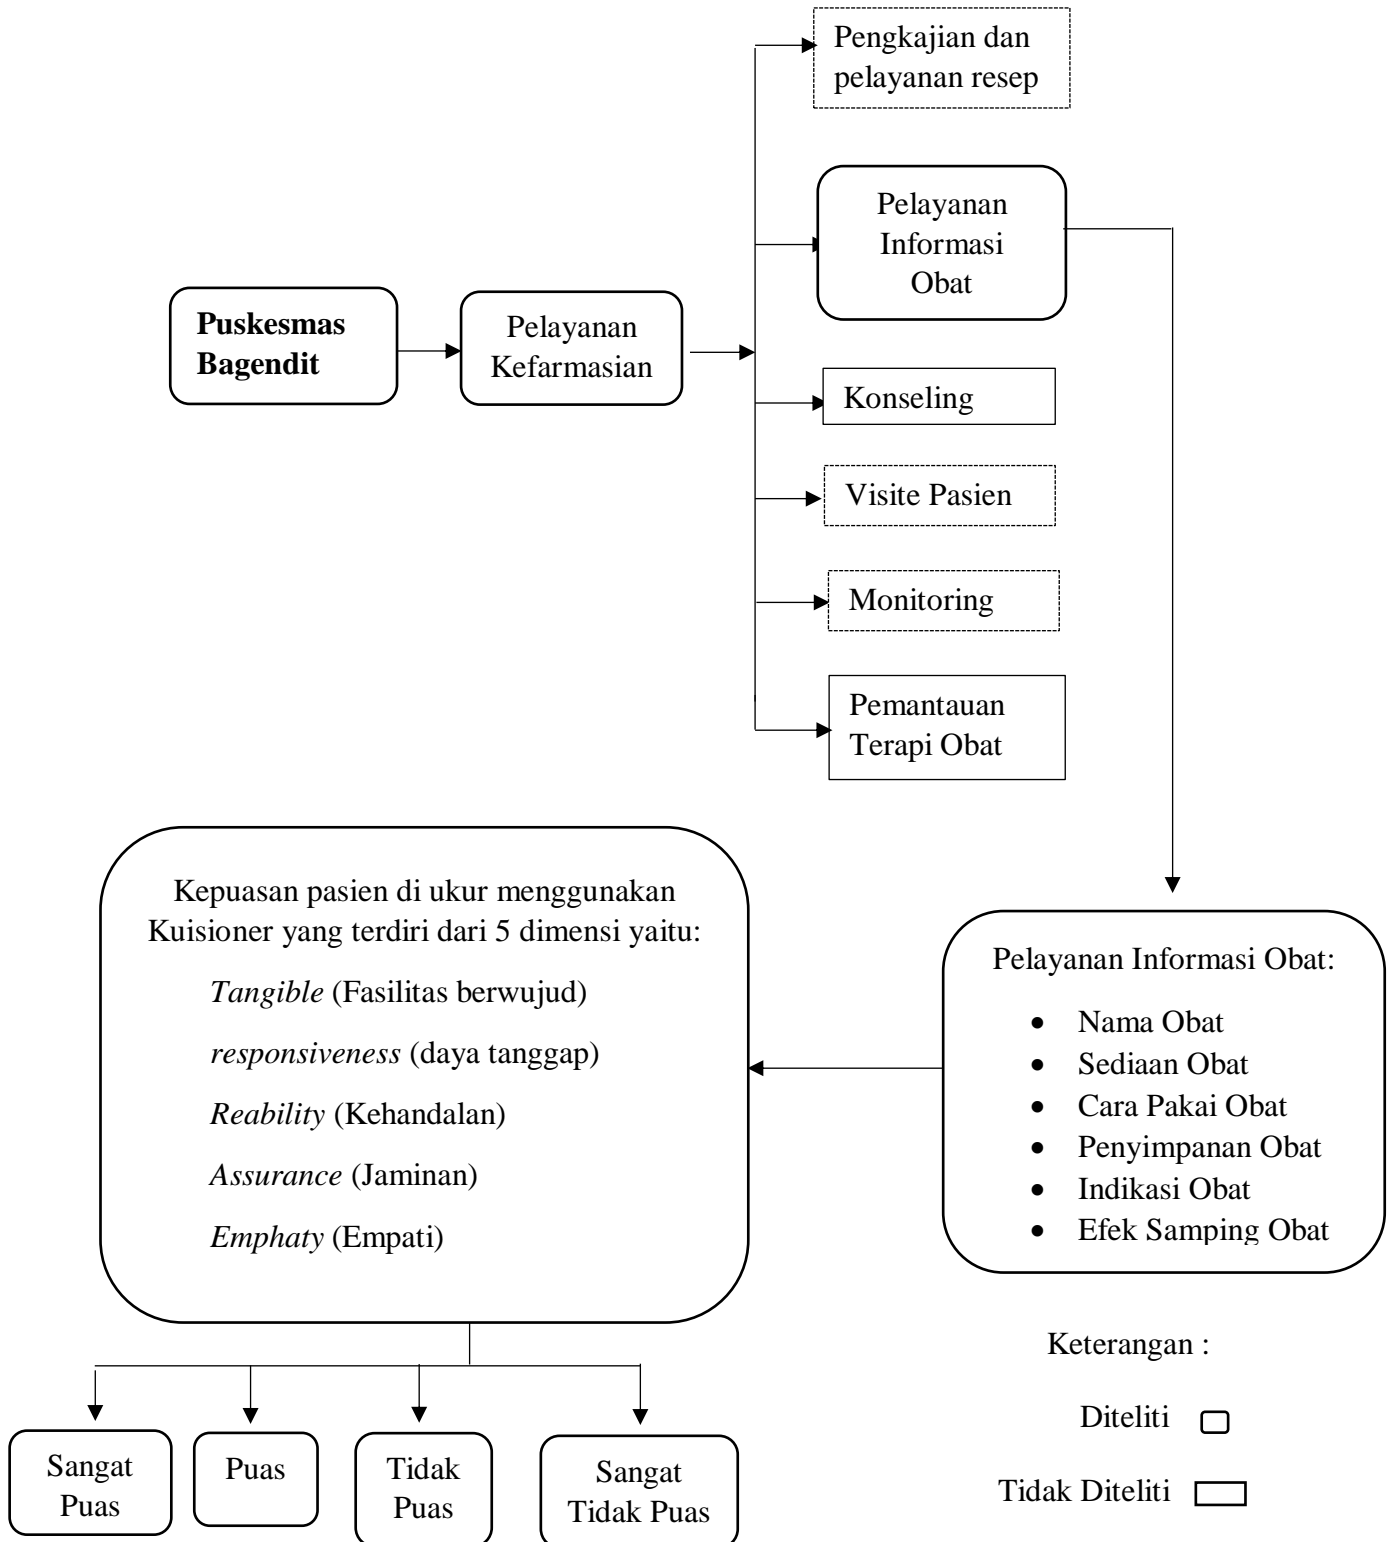 Pengkajian dan
pelayanan resep
Pelayanan
Informasi
Obat
Puskesmas
Bagendit
Pelayanan
Kefarmasian
Konseling
Visite Pasien
Monitoring
Pemantauan
Terapi Obat
Kepuasan pasien di ukur menggunakan
Kuisioner yang terdiri dari 5 dimensi yaitu:
Tangible (Fasilitas berwujud)
responsiveness (daya tanggap)
Reability (Kehandalan)
Assurance (Jaminan)
Emphaty (Empati)
Pelayanan Informasi Obat:
• Nama Obat
• Sediaan Obat
• Cara Pakai Obat
• Penyimpanan Obat
• Indikasi Obat
• Efek Samping Obat
Keterangan :
Diteliti
Tidak Diteliti
Sangat
Puas
Puas
Tidak
Puas
Sangat
Tidak Puas